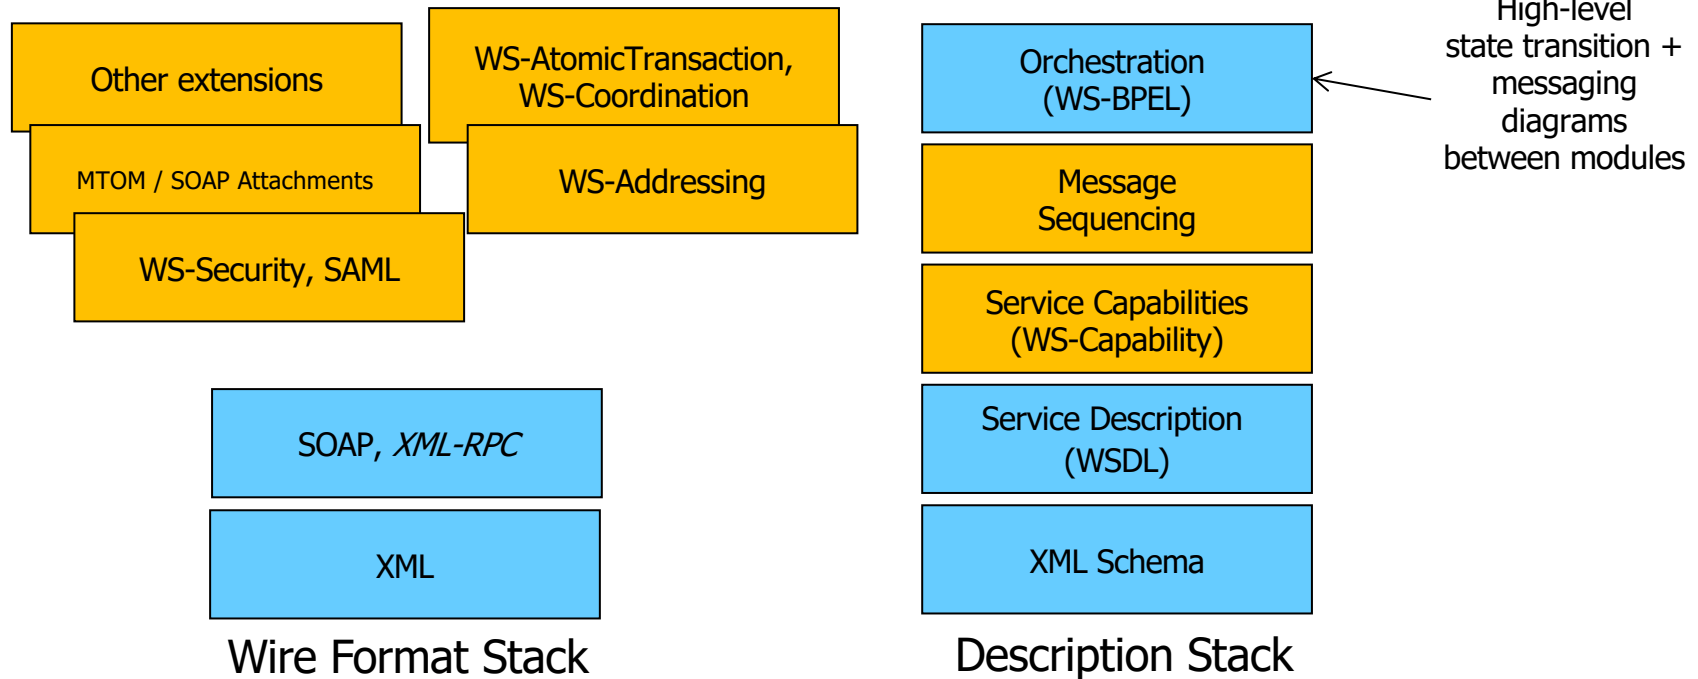 Other extensions
WS-AtomicTransaction,
WS-Coordination
MTOM / SOAP Attachments
WS-Addressing
WS-Security, SAML
SOAP, XML-RPC
XML
Wire Format Stack
Orchestration
(WS-BPEL)
Message
Sequencing
Service Capabilities
(WS-Capability)
Service Description
(WSDL)
XML Schema
Description Stack
High-level
state transition +
messaging
diagrams
between modules